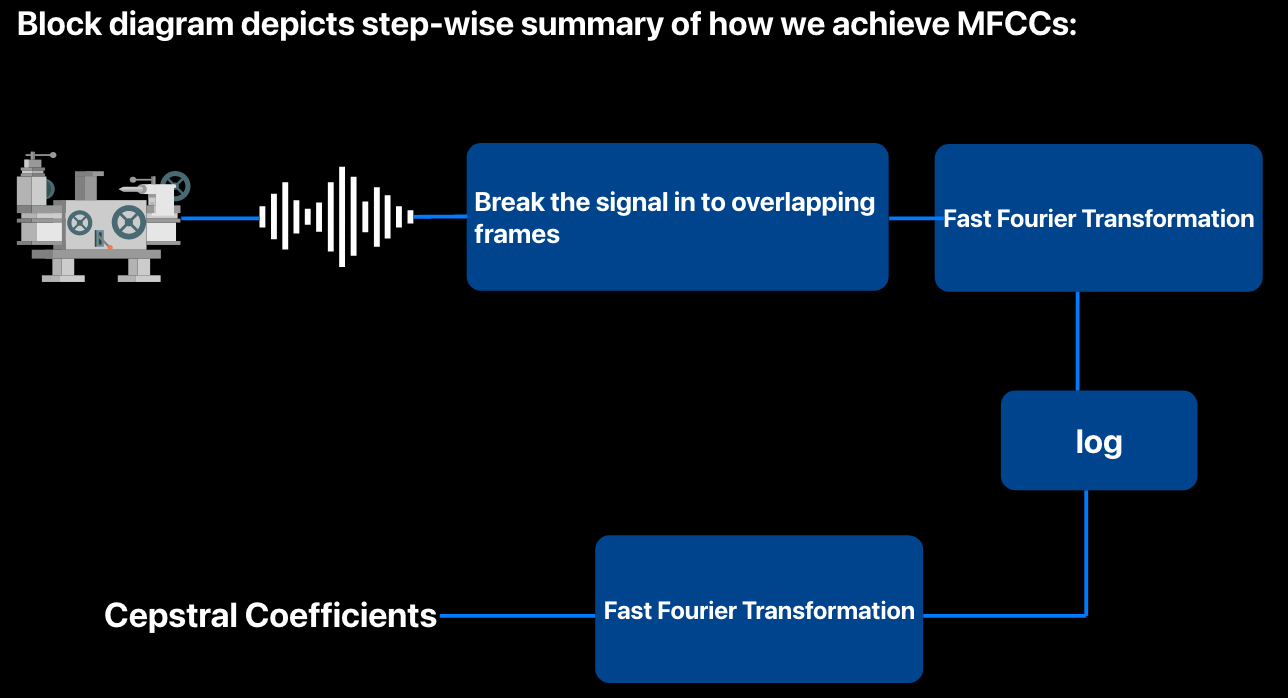 Block diagram depicts step-wise summary of how we achieve MFCCs:
Break the signal in to overlapping
frames
Fast Fourier Transformation
log
Fast Fourier Transformation
Cepstral Coefficients